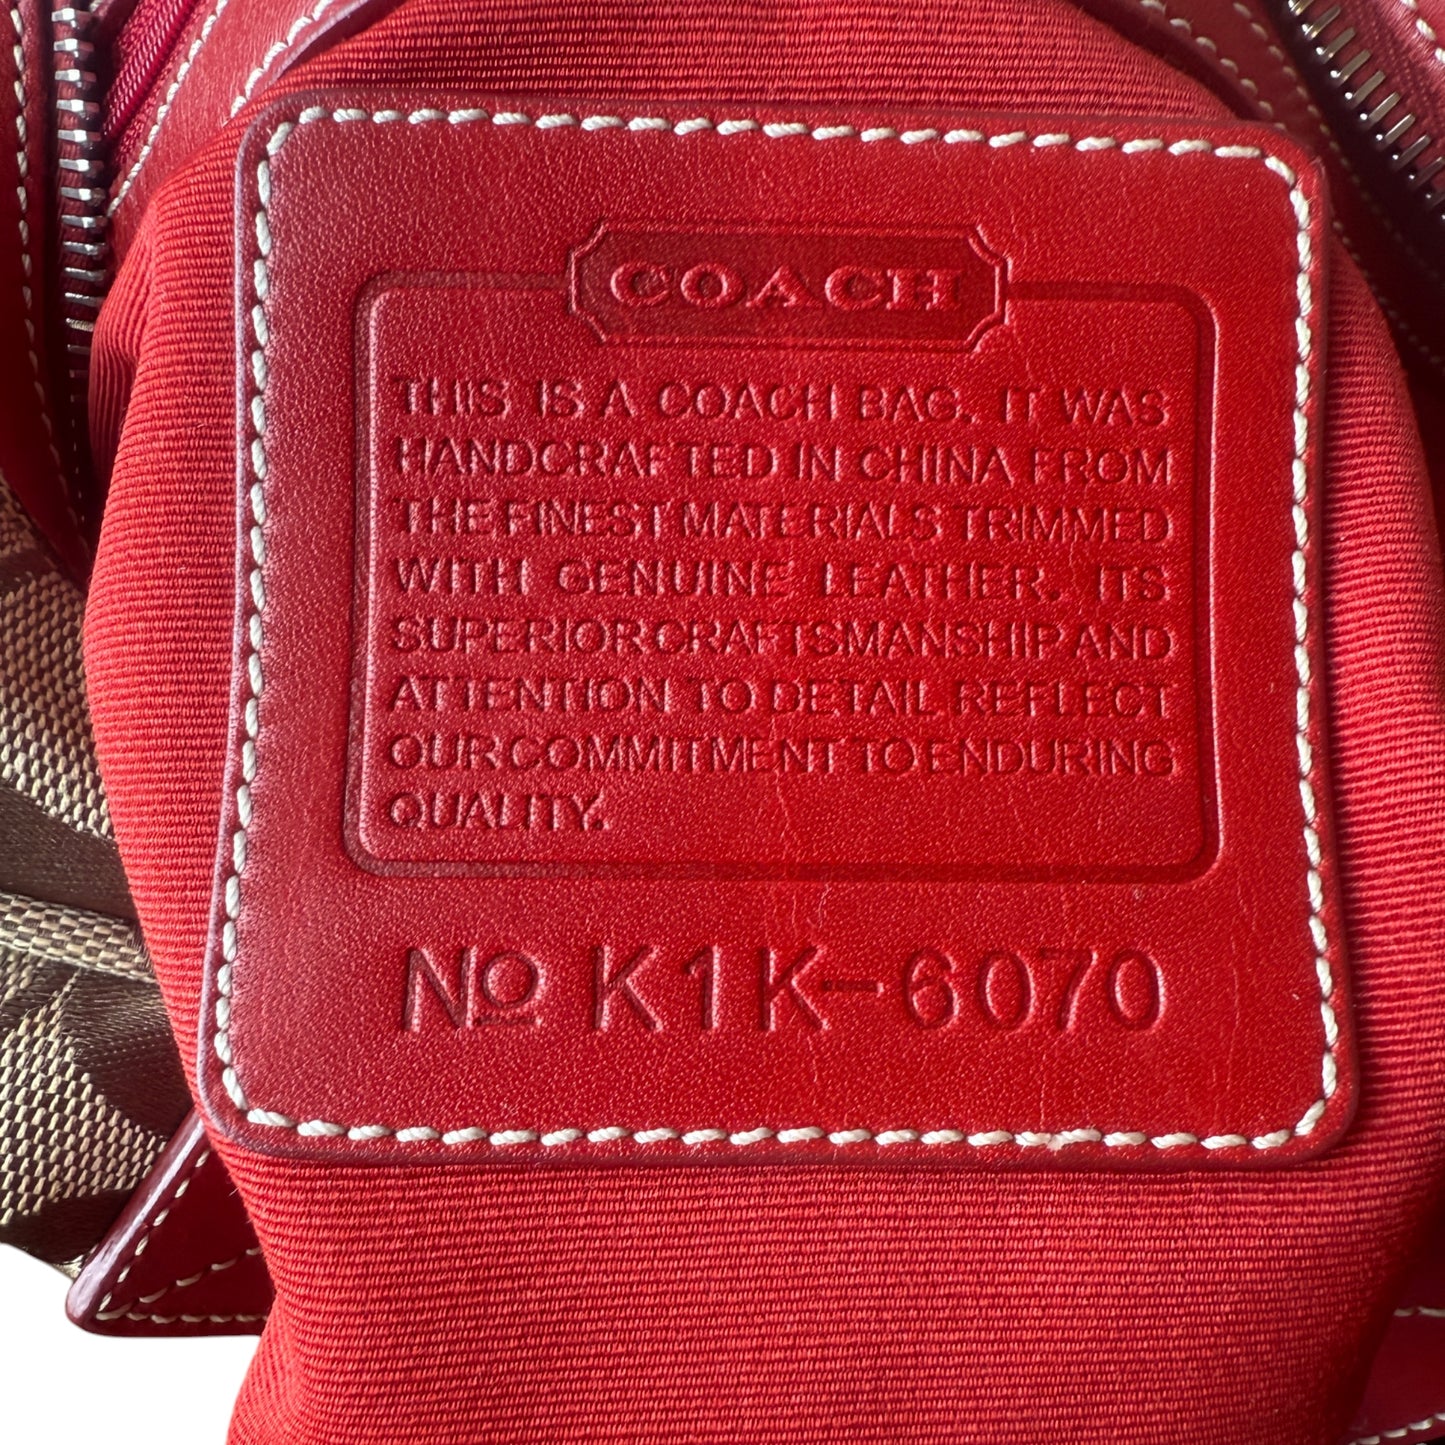 COACH
THIS IS A COACH BAG. IT WAS
HANDCRAFTED IN CHINA FROM
THE FINEST MATERIALS TRIMMED
WITH GENUINE LEATHER. ITS
SUPERIOR CRAFTSMANSHIP AND
ATTENTION TO DETAIL REFLECT
OUR COMMITMENT TO ENDURING
QUALITY.
No K1K-6070